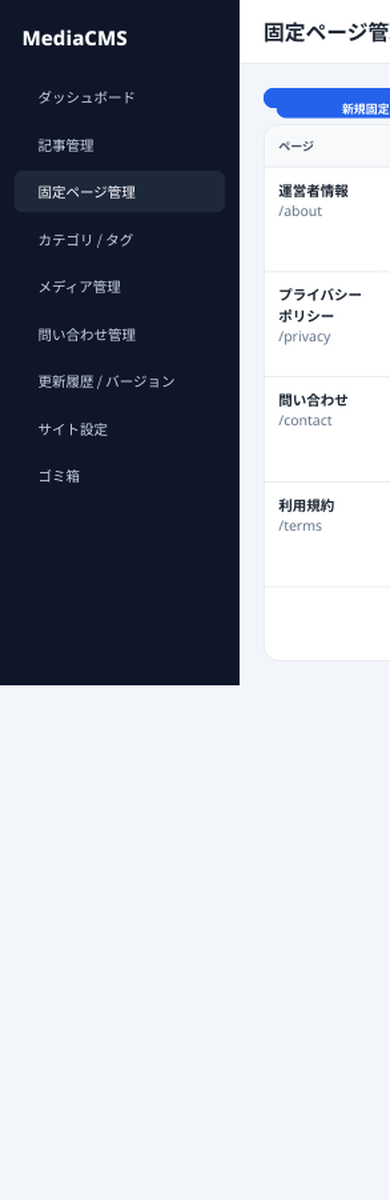 MediaCMS
ダッシュボード
記事管理
固定ページ管理
カテゴリ / タグ
メディア管理
問い合わせ管理
更新履歴 / バージョン
サイト設定
ゴミ箱
固定ページ管
新規固定
ページ
運営者情報
/about
プライバシー
ポリシー
/privacy
問い合わせ
/contact
利用規約
/terms